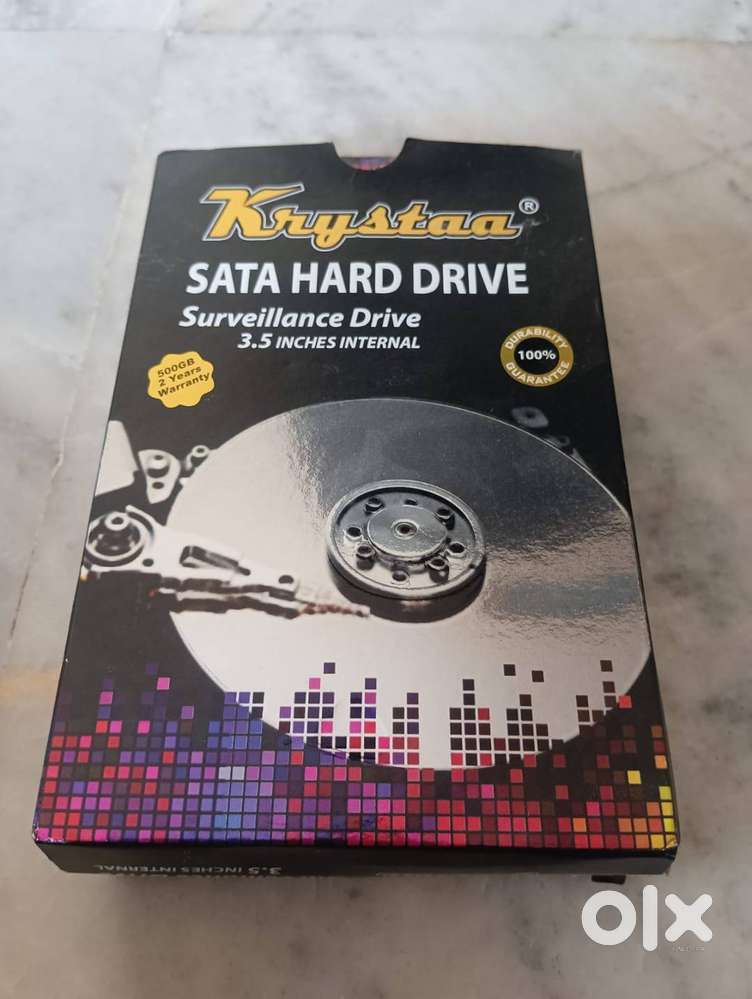 Krystaa®
SATA HARD DRIVE
Surveillance Drive
3.5 INCHES INTERNAL
500GB
2 Years
Warranty
DURABILITY
100%
GUARANTEE
3.5 INCHES INTERNAL
olx